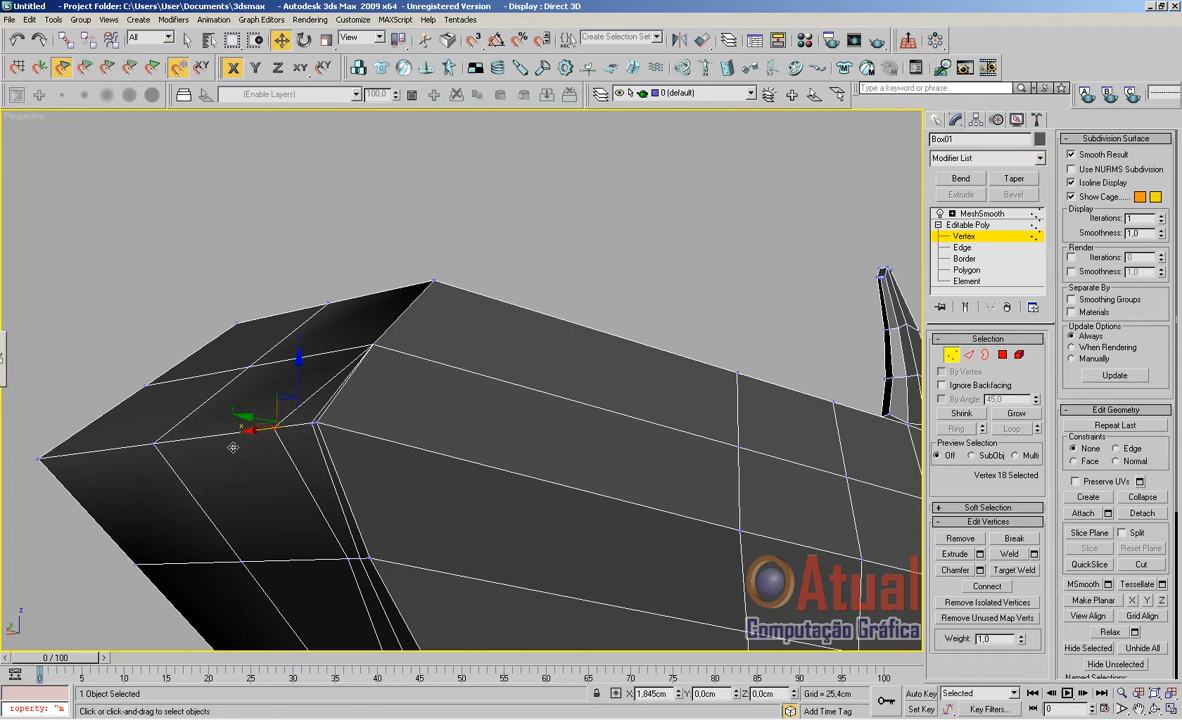 Untitled - Project Folder: C:\Users\User\Documents\3dsmax - Autodesk 3ds Max 2009 x64 - Unregistered Version - Display : Direct 3D
File Edit Tools Group Views Create Modifiers Animation Graph Editors Rendering Customize MAXScript Help Tentacles
All View Create Selection Set
X Y Z XY XY
(Enable Layers) 100,0 0 (default) Type a keyword or phrase A B C
Perspective
Box01
Modifier List
Bend Taper
Extrude Bevel
MeshSmooth
Editable Poly
Vertex
Edge
Border
Polygon
Element
Selection
By Vertex
Ignore Backfacing
By Angle: 45,0
Shrink Grow
Ring Loop
Preview Selection
Off SubObj Multi
Vertex 18 Selected
Soft Selection
Edit Vertices
Remove Break
Extrude Weld
Chamfer Target Weld
Connect
Remove Isolated Vertices
Remove Unused Map Verts
Weight: 1,0
Subdivision Surface
Smooth Result
Use NURMS Subdivision
Isoline Display
Show Cage......
Display
Iterations: 1
Smoothness: 1,0
Render
Iterations: 0
Smoothness: 1,0
Separate By
Smoothing Groups
Materials
Update Options
Always
When Rendering
Manually
Update
Edit Geometry
Repeat Last
Constraints
None Edge
Face Normal
Preserve UVs
Create Collapse
Attach Detach
Slice Plane Split
Slice Reset Plane
QuickSlice Cut
MSmooth Tessellate
Make Planar X Y Z
View Align Grid Align
Relax
Hide Selected Unhide All
Hide Unselected
Named Selections:
Atual
Computação Gráfica
x y z
0 / 100
0 5 10 15 20 25 30 35 40 45 50 55 60 65 70 75 80 85 90 95 100
1 Object Selected X: 1,845cm Y: 0,0cm Z: 0,0cm Grid = 25,4cm Auto Key Selected
roperty: "m Click or click-and-drag to select objects Add Time Tag Set Key Key Filters... 0